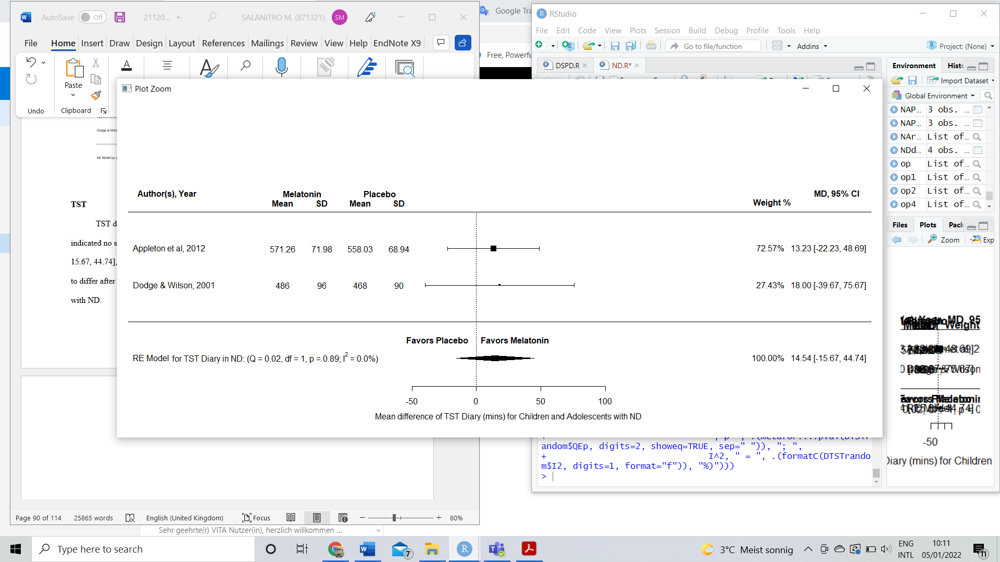 AutoSave Off 21120... SALANITRO M. (871321) SM
File Home Insert Draw Design Layout References Mailings Review View Help EndNote X9
Paste
Undo Clipboard
Dodge & Wils
RE Model for S
TST
TST d
indicated no s
15.67, 44.74],
to differ after
with ND.
Page 90 of 114 25865 words English (United Kingdom) Focus 80%
Sehr geehrte(r) VITA Nutzer(in), herzlich willkommen ...
Google Tra
Free, Powerfu
RStudio
File Edit Code View Plots Session Build Debug Profile Tools Help
Go to file/function Addins Project: (None)
DSPD.R ND.R*
Environment Histo
Import Dataset
Global Environment
NAP... 3 obs. ...
NAP... 3 obs. ...
NAr... List of...
NDd... 4 obs. ...
op List of...
op1 List of...
op2 List of...
op4 List of...
Files Plots Pack
Zoom Exp
Plot Zoom
Author(s), Year Melatonin Placebo MD, 95% CI
Mean SD Mean SD Weight %
Appleton et al, 2012 571.26 71.98 558.03 68.94 72.57% 13.23 [-22.23, 48.69]
Dodge & Wilson, 2001 486 96 468 90 27.43% 18.00 [-39.67, 75.67]
Favors Placebo Favors Melatonin
RE Model for TST Diary in ND: (Q = 0.02, df = 1, p = 0.89; I2 = 0.0%) 100.00% 14.54 [-15.67, 44.74]
-50 0 50 100
Mean difference of TST Diary (mins) for Children and Adolescents with ND
andom$QEp, digits=2, showeq=TRUE, sep=" ")), "; ",
+ I^2, " = ", .(formatC(DTSTrando
m$I2, digits=1, format="f")), "%)")))
>
-50
Diary (mins) for Children
Type here to search
7
3°C Meist sonnig
ENG
INTL
10:11
05/01/2022
11